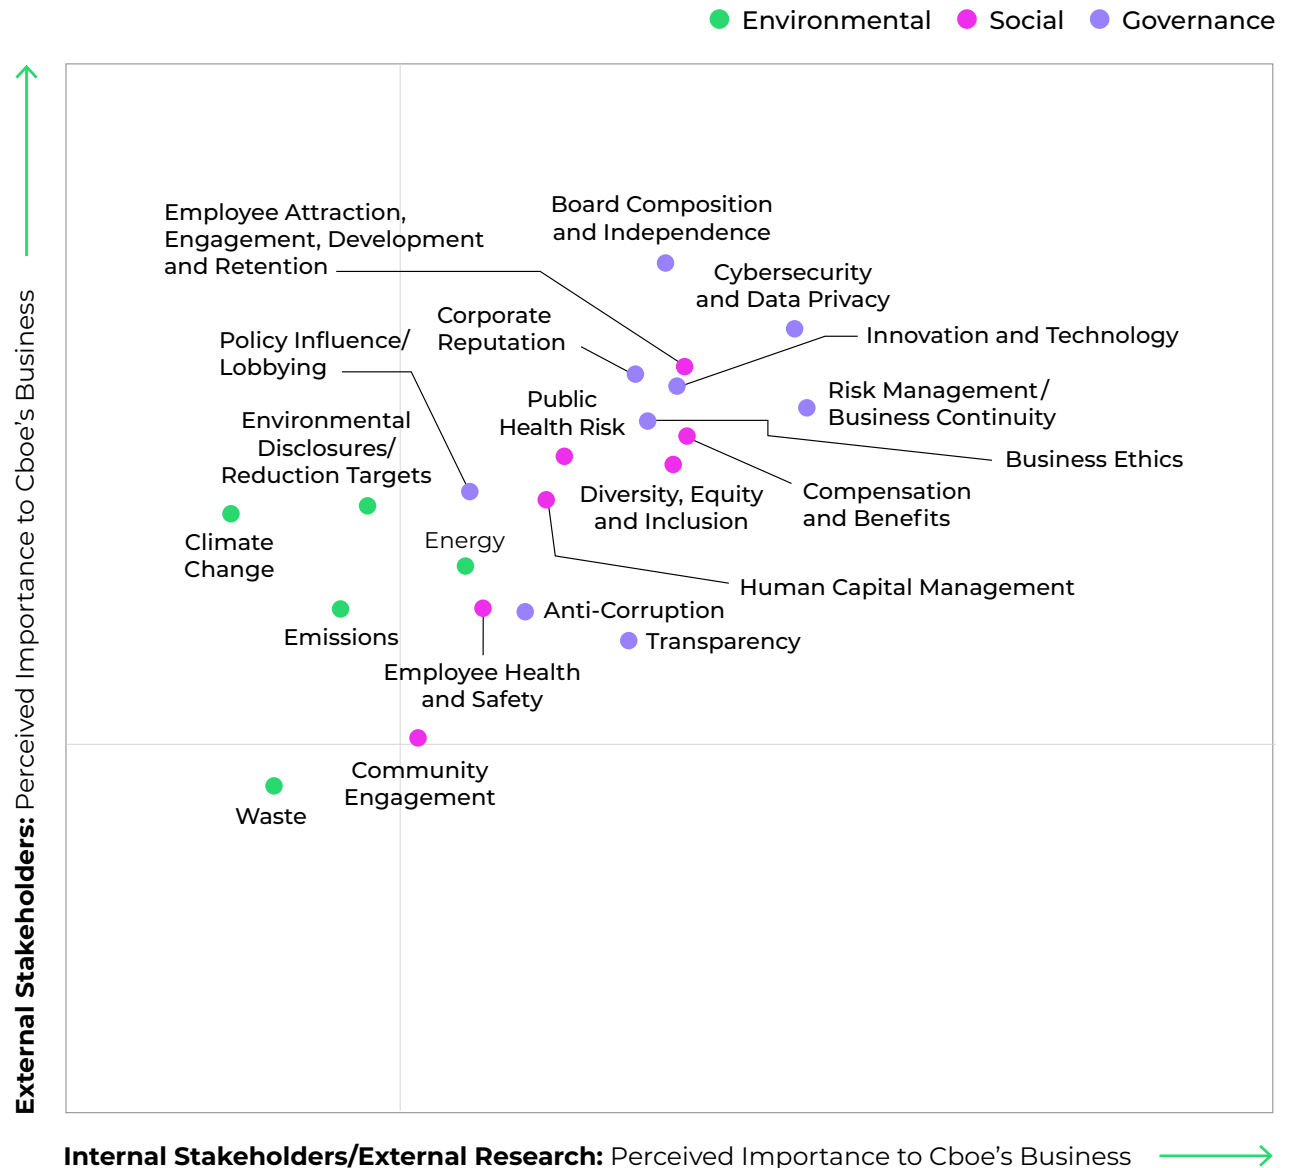 Environmental
Social
Governance
External Stakeholders: Perceived Importance to Cboe's Business
Employee Attraction,
Engagement, Development
and Retention
Board Composition
and Independence
Cybersecurity
and Data Privacy
Corporate
Reputation
Innovation and Technology
Policy Influence/
Lobbying
Public
Health Risk
Risk Management/
Business Continuity
Environmental
Disclosures/
Reduction Targets
Business Ethics
Diversity, Equity
and Inclusion
Compensation
and Benefits
Climate
Change
Energy
Human Capital Management
Emissions
Anti-Corruption
Transparency
Employee Health
and Safety
Community
Engagement
Waste
Internal Stakeholders/External Research: Perceived Importance to Cboe's Business